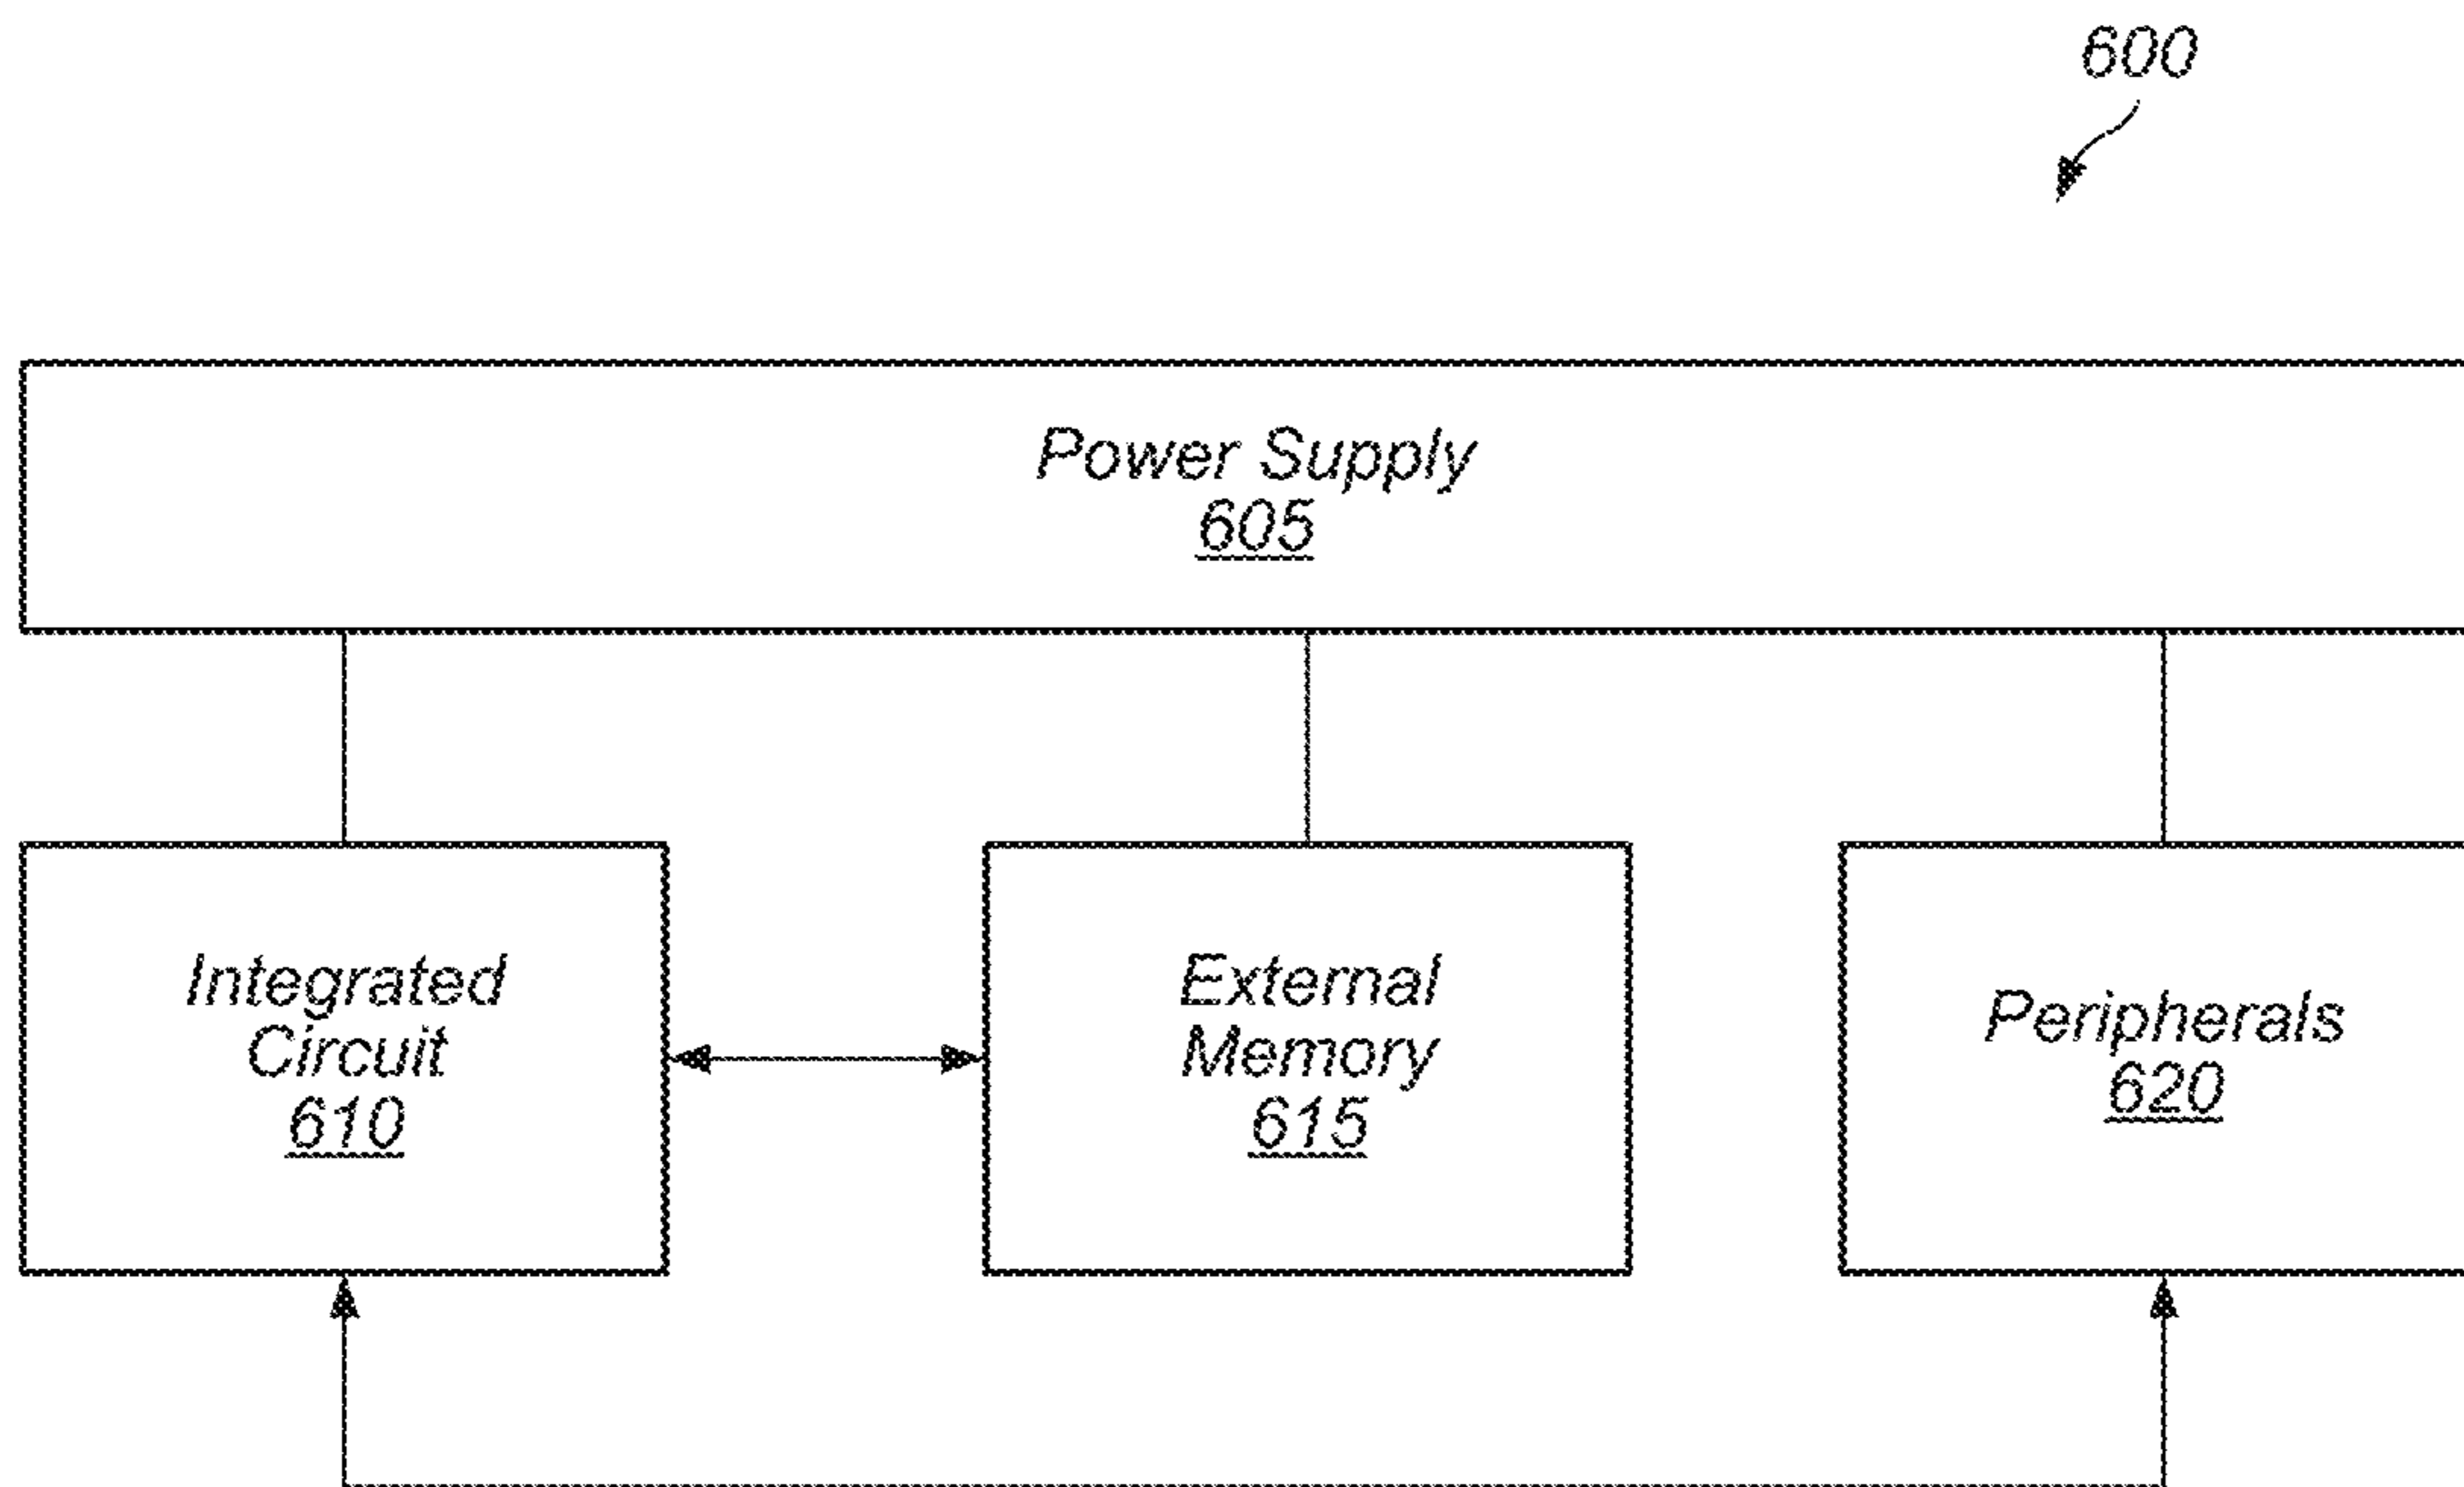 600
Power Supply
605
Integrated
Circuit
610
External
Memory
615
Peripherals
620